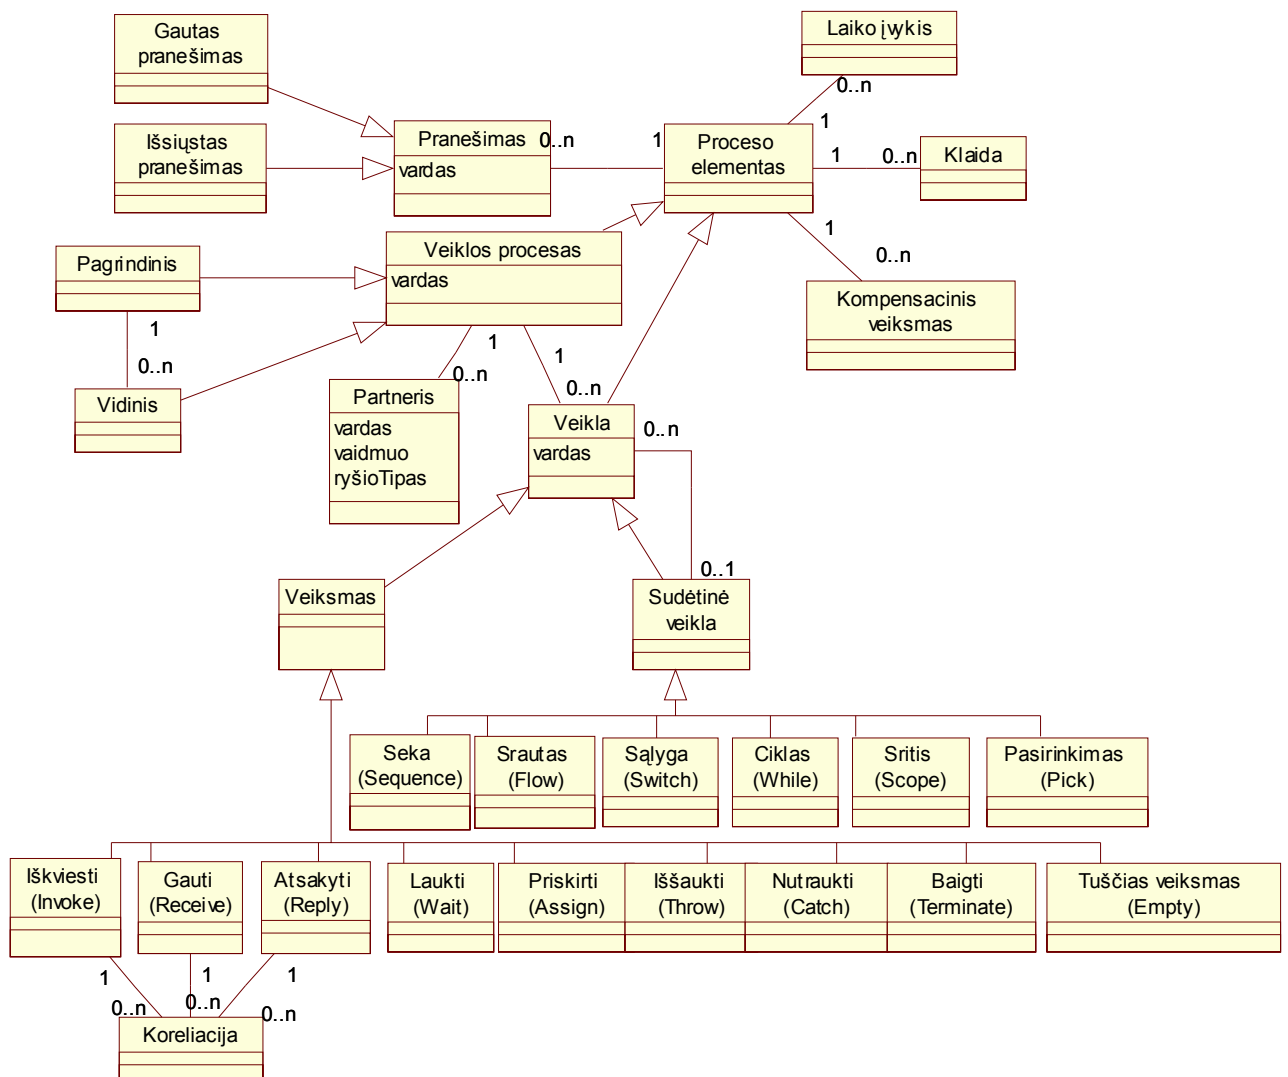 Gautas
pranešimas
Laiko įvykis
0..n
1
Išsiųstas
pranešimas
Pranešimas
vardas
0..n
1
Proceso
elementas
1
0..n
Klaida
1
0..n
Kompensacinis
veiksmas
Pagrindinis
Veiklos procesas
vardas
1
0..n
1
0..n
1
0..n
Vidinis
Partneris
vardas
vaidmuo
ryšioTipas
Veikla
vardas
0..n
0..1
Veiksmas
Sudėtinė
veikla
Seka
(Sequence)
Srautas
(Flow)
Sąlyga
(Switch)
Ciklas
(While)
Sritis
(Scope)
Pasirinkimas
(Pick)
Iškviesti
(Invoke)
Gauti
(Receive)
Atsakyti
(Reply)
Laukti
(Wait)
Priskirti
(Assign)
Iššaukti
(Throw)
Nutraukti
(Catch)
Baigti
(Terminate)
Tuščias veiksmas
(Empty)
1
1
1
0..n
0..n
0..n
Koreliacija